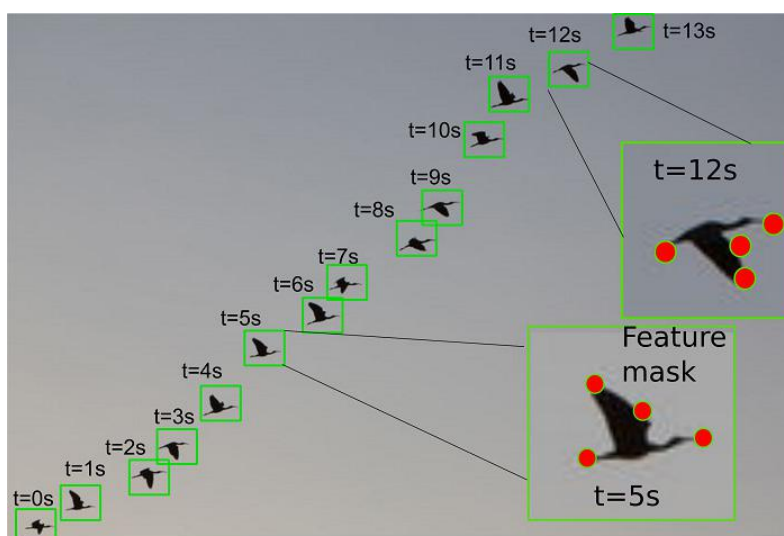 t=13s
t=12s
t=11s
t=10s
t=12s
t=9s
t=8s
t=7s
t=6s
t=5s
Feature
mask
t=4s
t=3s
t=2s
t=1s
t=5s
t=0s